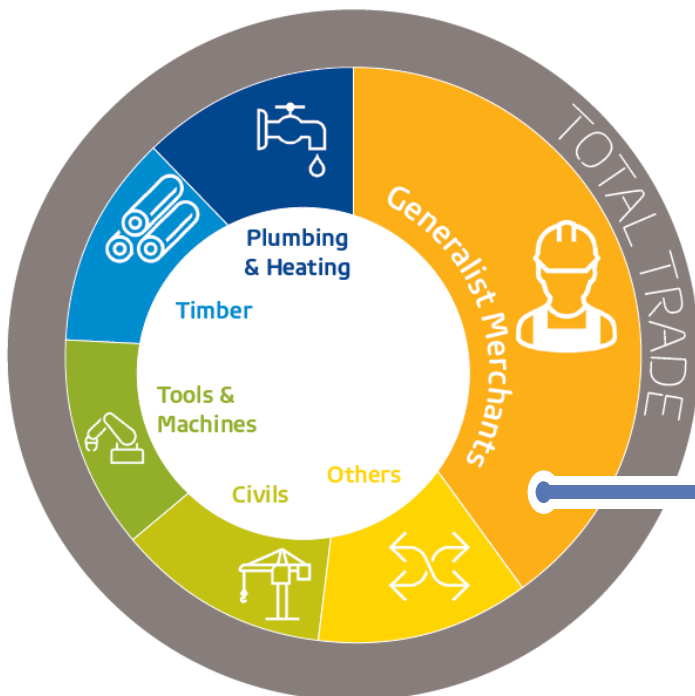 TOTAL TRADE
Generalist Merchants
Plumbing
& Heating
Timber
Tools &
Machines
Civils
Others